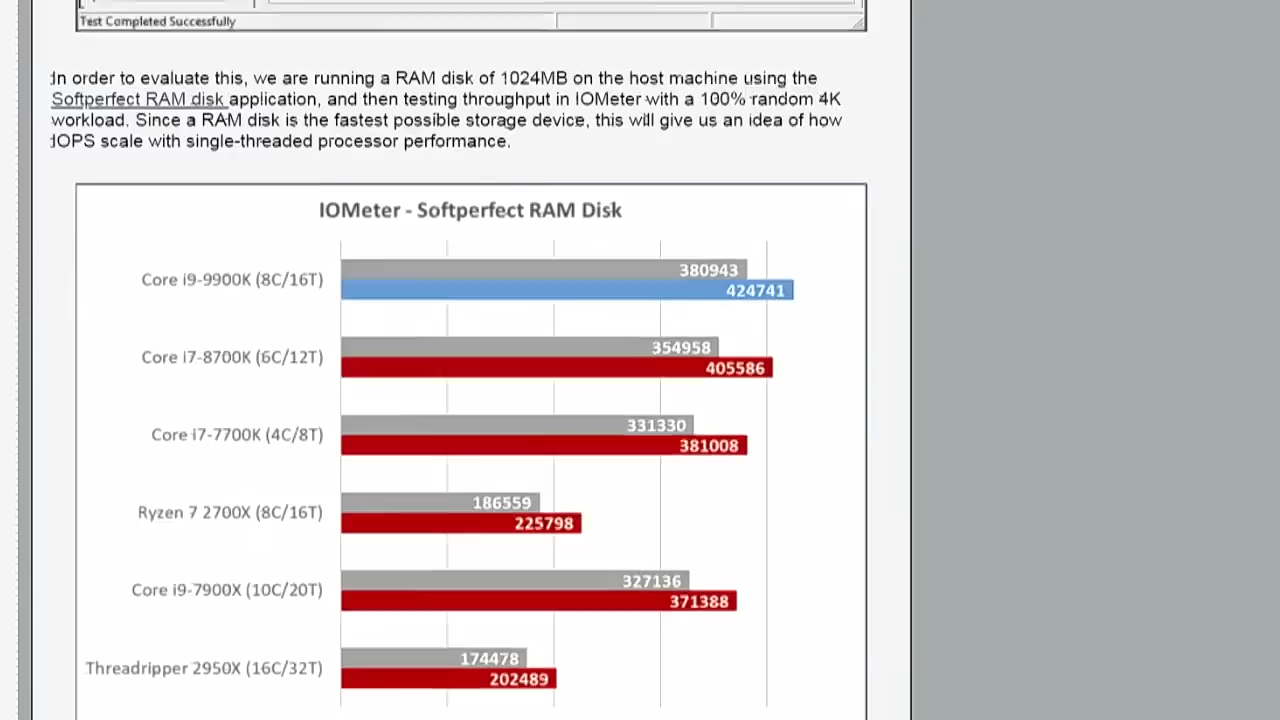 Test Completed Successfully
In order to evaluate this, we are running a RAM disk of 1024MB on the host machine using the
Softperfect RAM disk application, and then testing throughput in IOMeter with a 100% random 4K
workload. Since a RAM disk is the fastest possible storage device, this will give us an idea of how
IOPS scale with single-threaded processor performance.
IOMeter - Softperfect RAM Disk
Core i9-9900K (8C/16T)
380943
424741
Core i7-8700K (6C/12T)
354958
405586
Core i7-7700K (4C/8T)
331330
381008
Ryzen 7 2700X (8C/16T)
186559
225798
Core i9-7900X (10C/20T)
327136
371388
Threadripper 2950X (16C/32T)
174478
202489